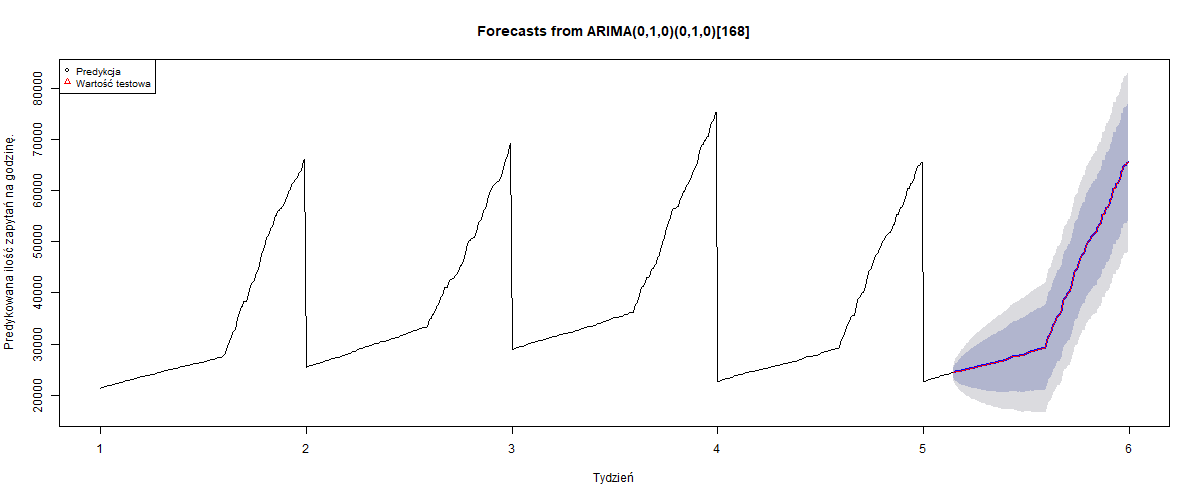 Forecasts from ARIMA(0,1,0)(0,1,0)[168]
Predykcja
Wartość testowa
Predykowana ilość zapytań na godzinę.
80000
70000
60000
50000
40000
30000
20000
1 2 3 4 5 6
Tydzień